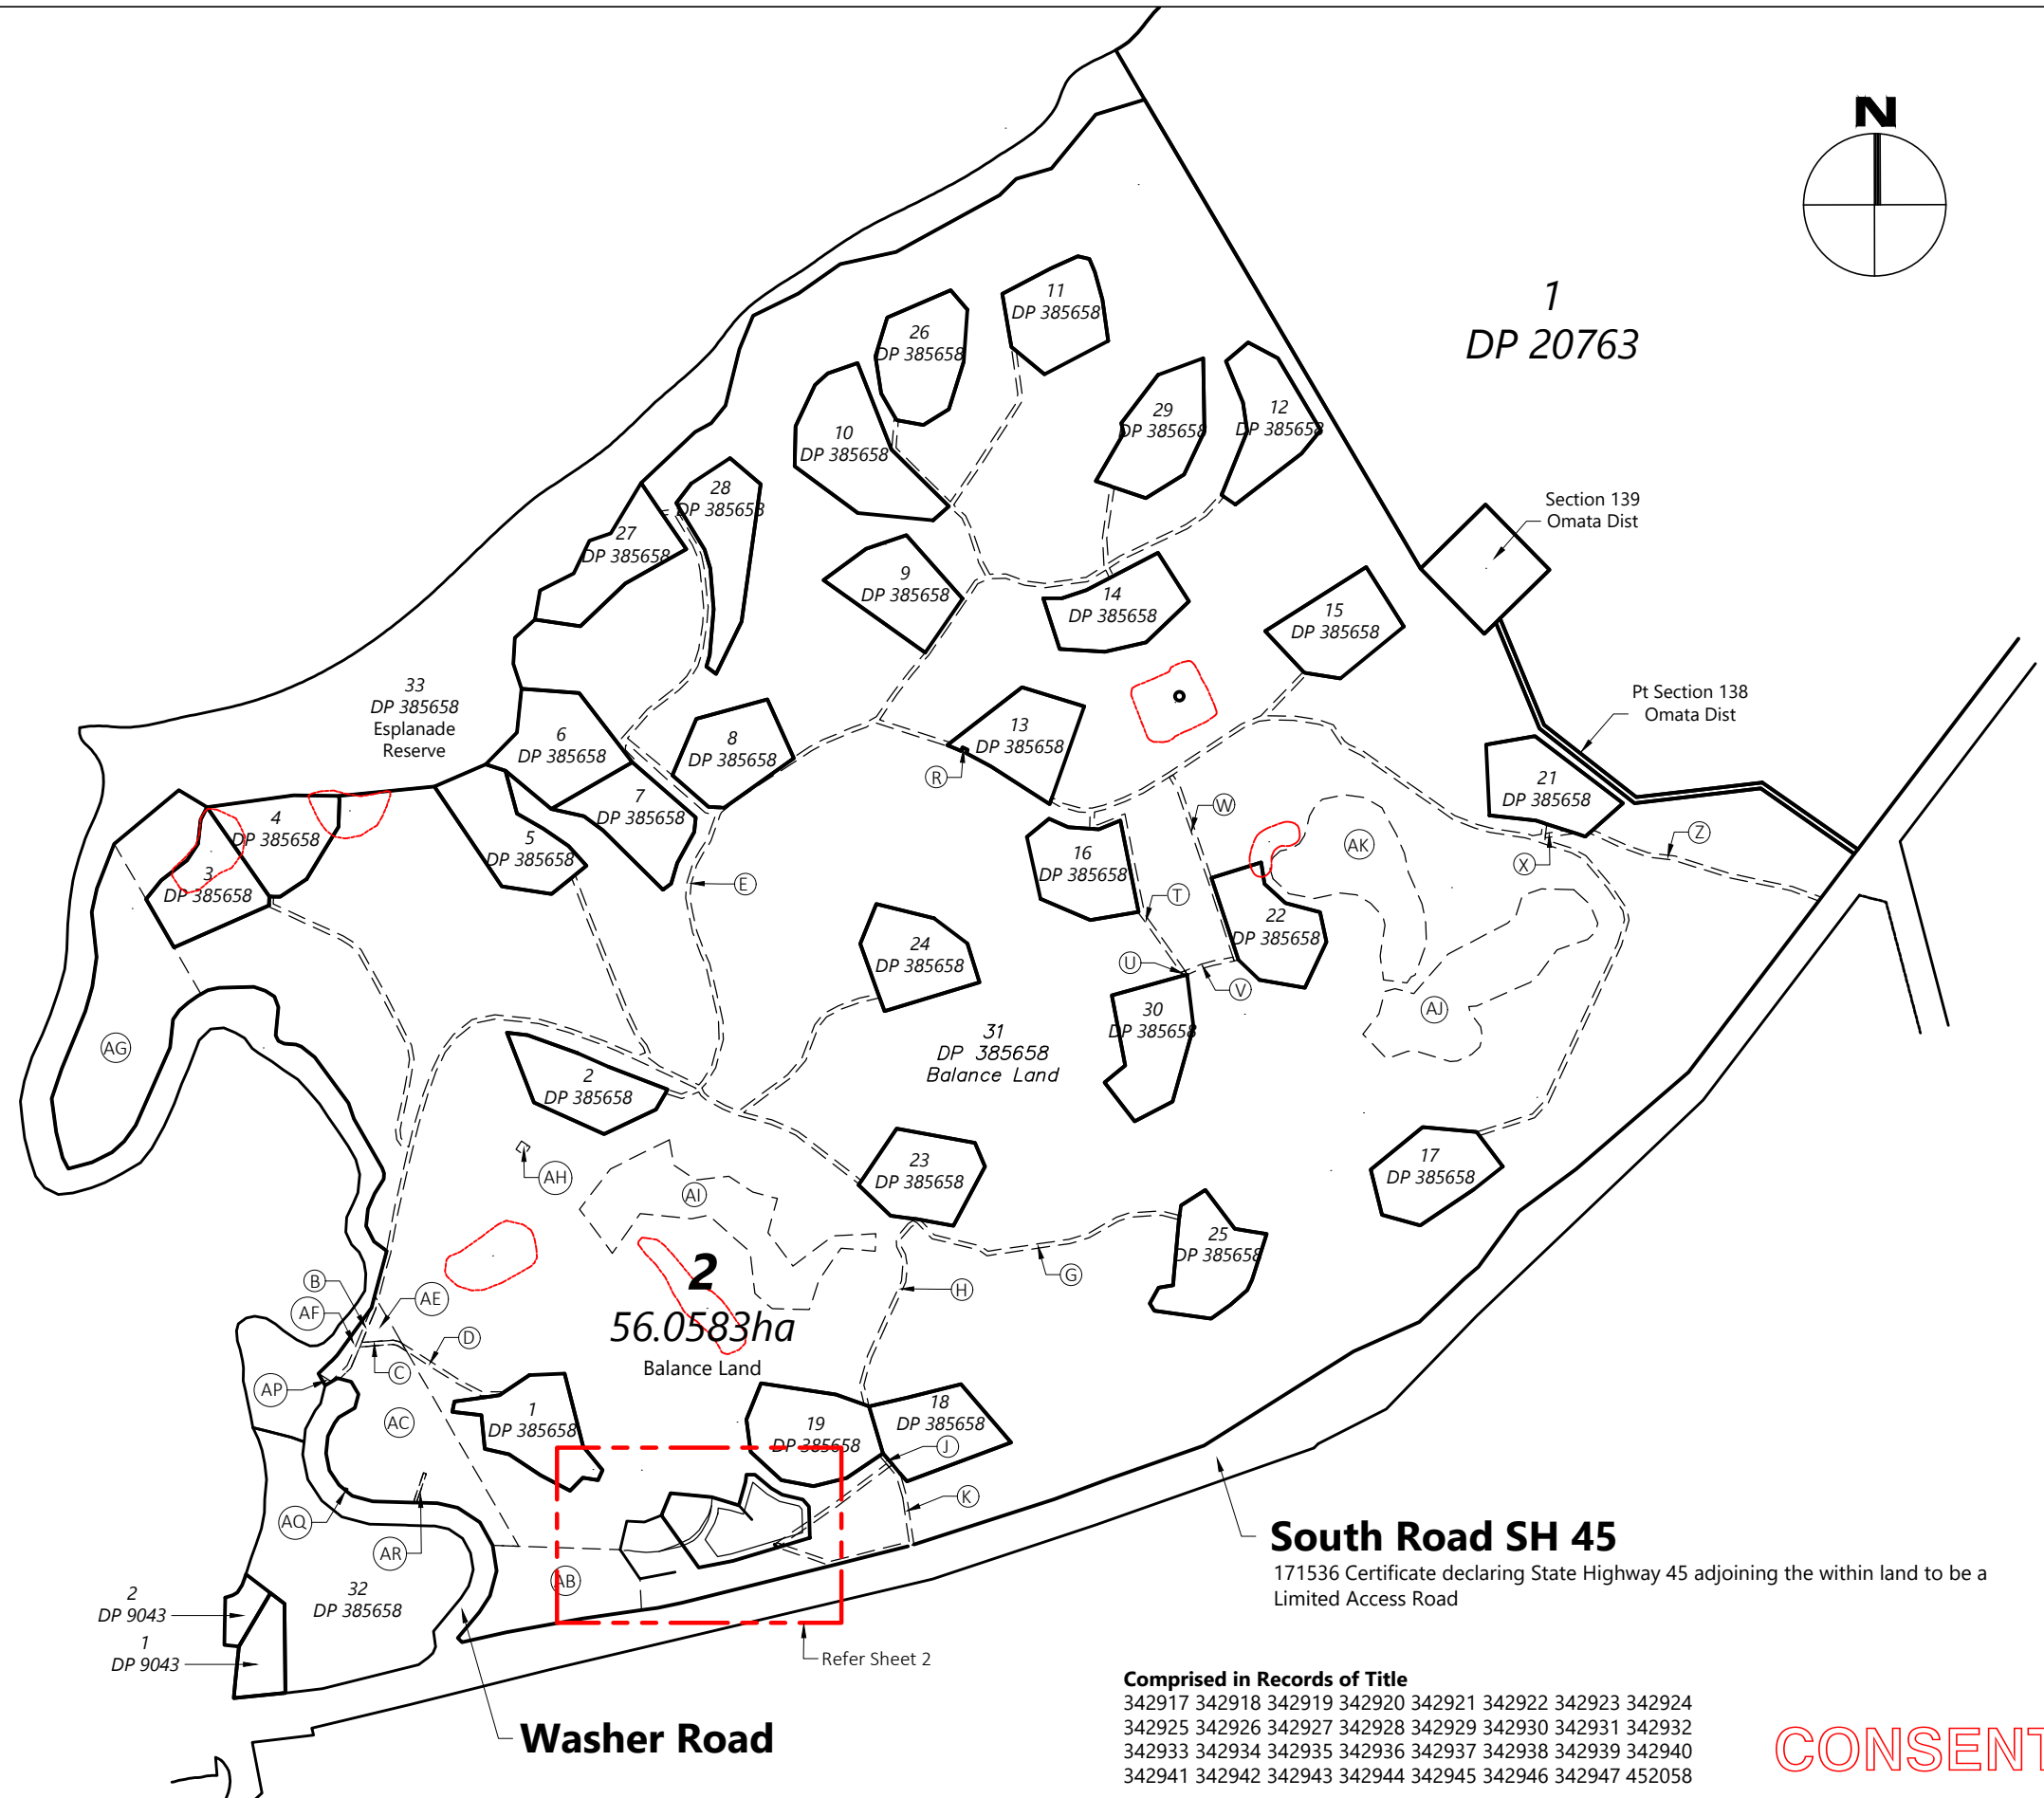 N
1
DP 20763
11
DP 385658
26
DP 385658
29
DP 385658
12
DP 385658
10
DP 385658
28
DP 385658
27
DP 385658
Section 139
Omata Dist
9
DP 385658
14
DP 385658
15
DP 385658
33
DP 385658
Esplanade
Reserve
Pt Section 138
Omata Dist
6
DP 385658
8
DP 385658
13
DP 385658
R
21
DP 385658
7
DP 385658
4
DP 385658
5
DP 385658
3
DP 385658
W
Z
X
AK
16
DP 385658
E
T
22
DP 385658
24
DP 385658
U
V
30
DP 385658
AJ
31
DP 385658
Balance Land
AG
2
DP 385658
23
DP 385658
17
DP 385658
AH
AI
25
DP 385658
G
H
B
AF
AE
2
56.0583ha
Balance Land
D
C
AP
AC
1
DP 385658
19
DP 385658
18
DP 385658
J
K
AQ
AR
AB
South Road SH 45
171536 Certificate declaring State Highway 45 adjoining the within land to be a
Limited Access Road
2
DP 9043
1
DP 9043
32
DP 385658
Refer Sheet 2
Washer Road
Comprised in Records of Title
342917 342918 342919 342920 342921 342922 342923 342924
342925 342926 342927 342928 342929 342930 342931 342932
342933 342934 342935 342936 342937 342938 342939 342940
342941 342942 342943 342944 342945 342946 342947 452058
CONSENT